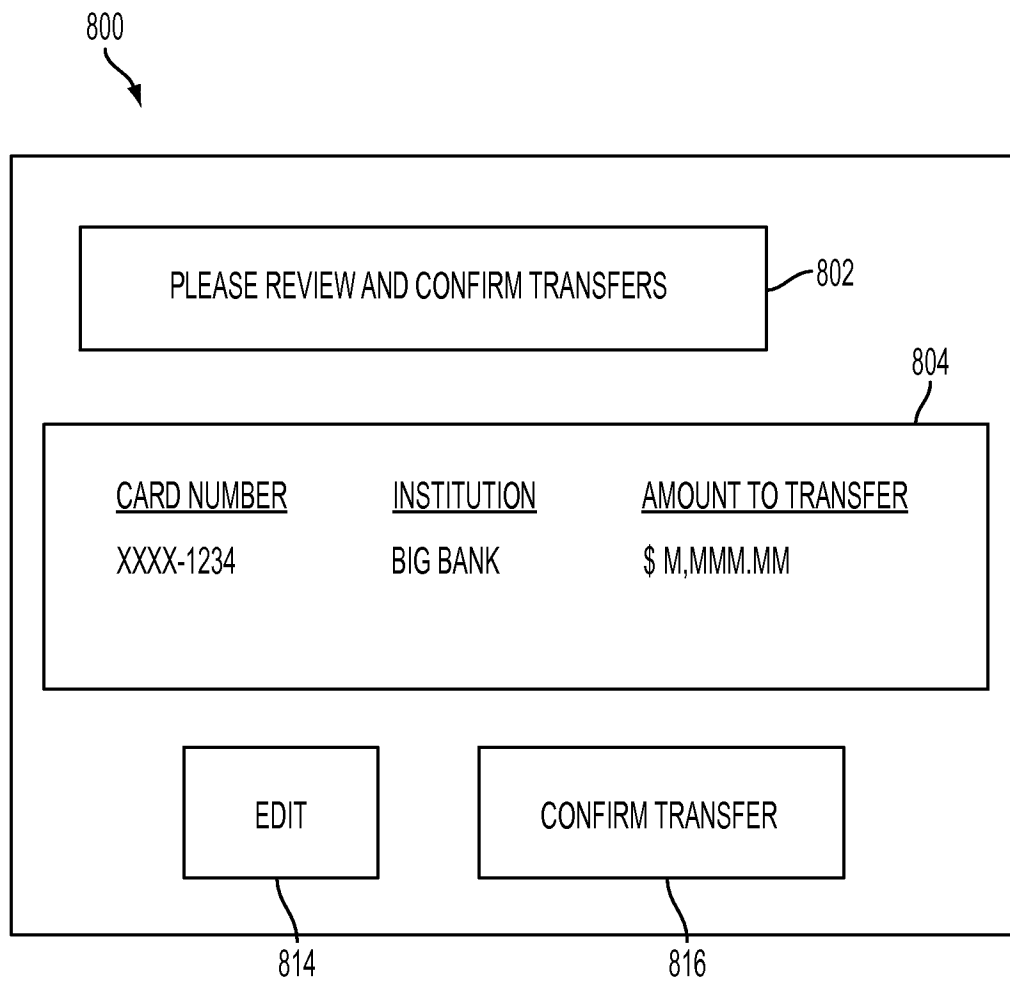 800
PLEASE REVIEW AND CONFIRM TRANSFERS
802
804
CARD NUMBER INSTITUTION AMOUNT TO TRANSFER
XXXX-1234 BIG BANK $ M,MMM.MM
EDIT CONFIRM TRANSFER
814 816